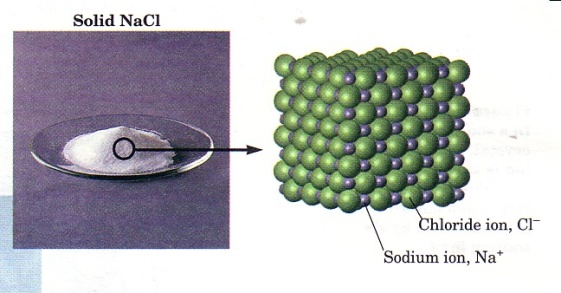 Solid NaCl
Chloride ion, Cl⁻
Sodium ion, Na⁺